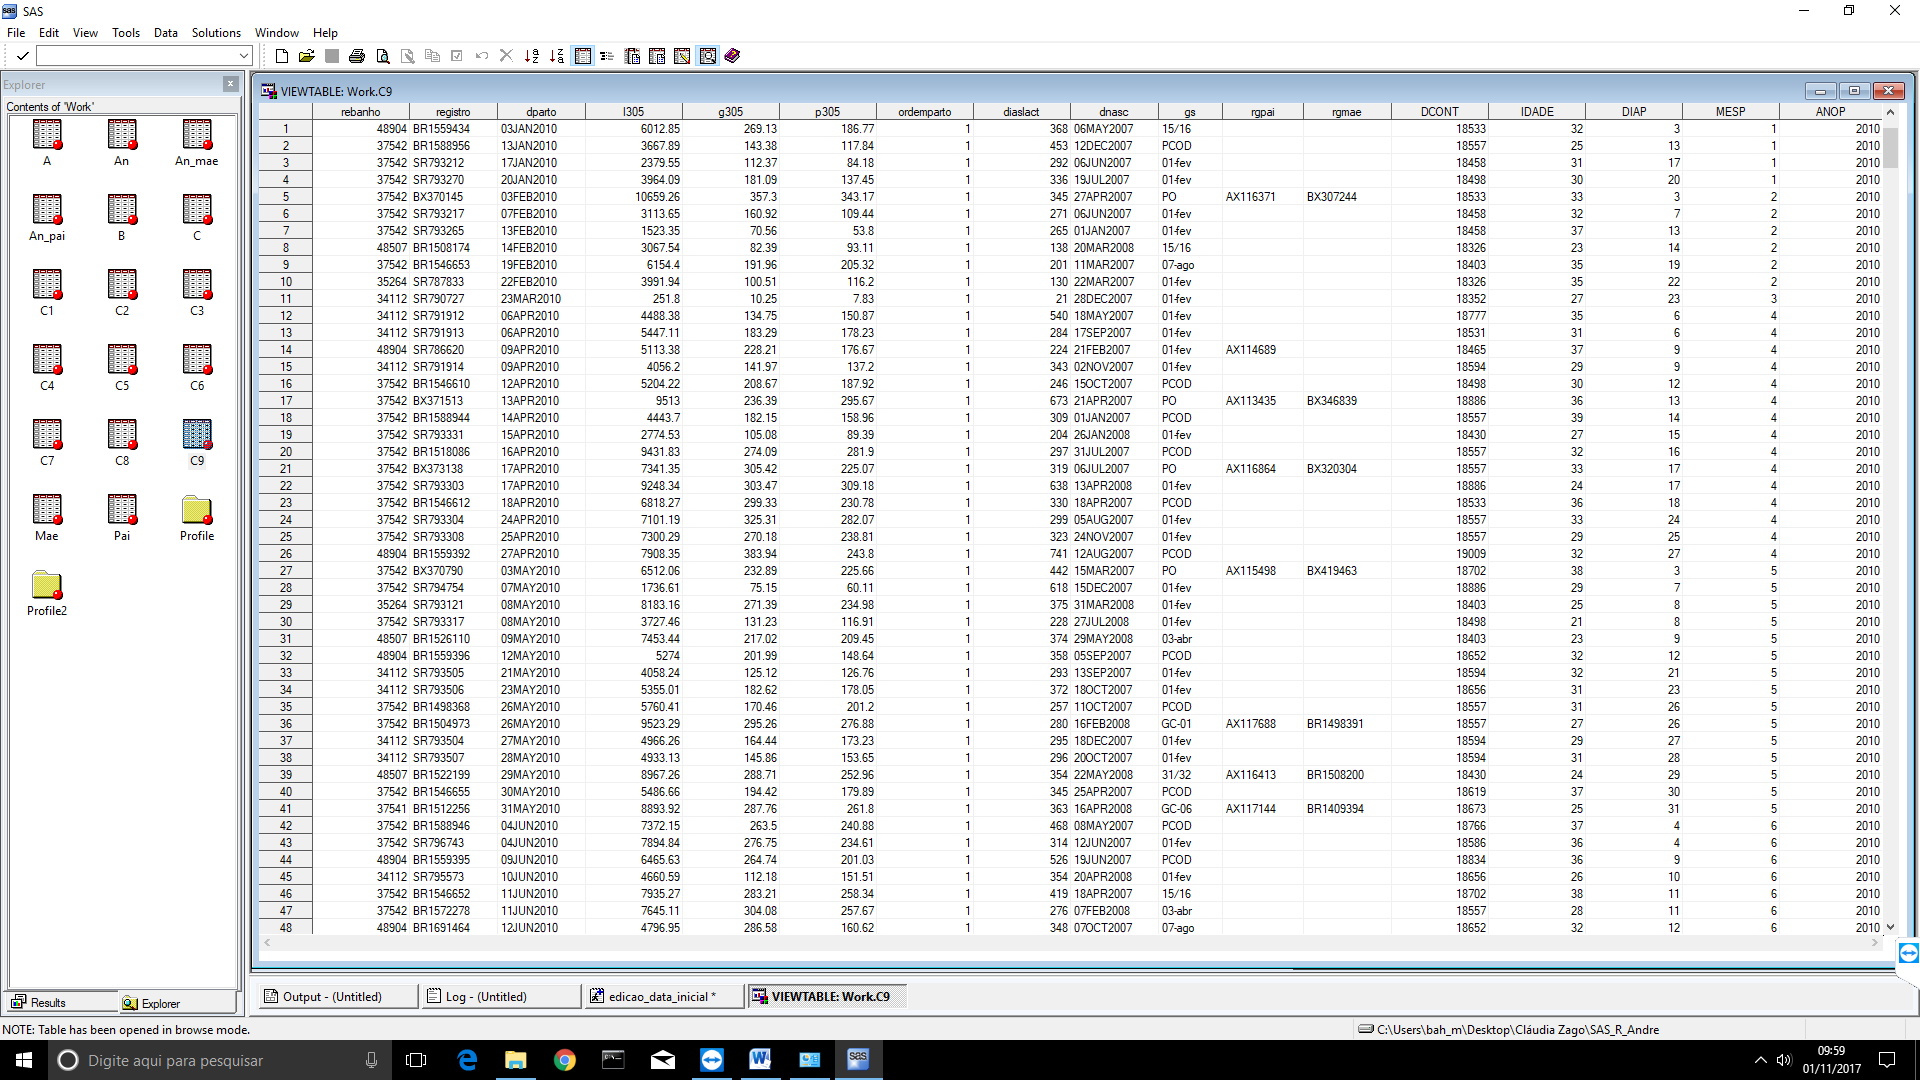 SAS
File Edit View Tools Data Solutions Window Help
Explorer
Contents of 'Work'
A An An_mae
An_pai B C
C1 C2 C3
C4 C5 C6
C7 C8 C9
Mae Pai Profile
Profile2
Results Explorer
VIEWTABLE: Work.C9
rebanho registro dparto l305 g305 p305 ordemparto diaslact dnasc gs rgpai rgmae DCONT IDADE DIAP MESP ANOP
1 48904 BR1559434 03JAN2010 6012.85 269.13 186.77 1 368 06MAY2007 15/16 18533 32 3 1 2010
2 37542 BR1588956 13JAN2010 3667.89 143.38 117.84 1 453 12DEC2007 PCOD 18557 25 13 1 2010
3 37542 SR793212 17JAN2010 2379.55 112.37 84.18 1 292 06JUN2007 01-fev 18458 31 17 1 2010
4 37542 SR793270 20JAN2010 3964.09 181.09 137.45 1 336 19JUL2007 01-fev 18498 30 20 1 2010
5 37542 BX370145 03FEB2010 10659.26 357.3 343.17 1 345 27APR2007 PO AX116371 BX307244 18533 33 3 2 2010
6 37542 SR793217 07FEB2010 3113.65 160.92 109.44 1 271 06JUN2007 01-fev 18458 32 7 2 2010
7 37542 SR793265 13FEB2010 1523.35 70.56 53.8 1 265 01JAN2007 01-fev 18458 37 13 2 2010
8 48507 BR1508174 14FEB2010 3067.54 82.39 93.11 1 138 20MAR2008 15/16 18326 23 14 2 2010
9 37542 BR1546653 19FEB2010 6154.4 191.96 205.32 1 201 11MAR2007 07-ago 18403 35 19 2 2010
10 35264 SR787833 22FEB2010 3991.94 100.51 116.2 1 130 22MAR2007 01-fev 18326 35 22 2 2010
11 34112 SR790727 23MAR2010 251.8 10.25 7.83 1 21 28DEC2007 01-fev 18352 27 23 3 2010
12 34112 SR791912 06APR2010 4488.38 134.75 150.87 1 540 18MAY2007 01-fev 18777 35 6 4 2010
13 34112 SR791913 06APR2010 5447.11 183.29 178.23 1 284 17SEP2007 01-fev 18531 31 6 4 2010
14 48904 SR786620 09APR2010 5113.38 228.21 176.67 1 224 21FEB2007 01-fev AX114689 18465 37 9 4 2010
15 34112 SR791914 09APR2010 4056.2 141.97 137.2 1 343 02NOV2007 01-fev 18594 29 9 4 2010
16 37542 BR1546610 12APR2010 5204.22 208.67 187.92 1 246 15OCT2007 PCOD 18498 30 12 4 2010
17 37542 BX371513 13APR2010 9513 236.39 295.67 1 673 21APR2007 PO AX113435 BX346839 18886 36 13 4 2010
18 37542 BR1588944 14APR2010 4443.7 182.15 158.96 1 309 01JAN2007 PCOD 18557 39 14 4 2010
19 37542 SR793331 15APR2010 2774.53 105.08 89.39 1 204 26JAN2008 01-fev 18430 27 15 4 2010
20 37542 BR1518086 16APR2010 9431.83 274.09 281.9 1 297 31JUL2007 PCOD 18557 32 16 4 2010
21 37542 BX373138 17APR2010 7341.35 305.42 225.07 1 319 06JUL2007 PO AX116864 BX320304 18557 33 17 4 2010
22 37542 SR793303 17APR2010 9248.34 303.47 309.18 1 638 13APR2008 01-fev 18886 24 17 4 2010
23 37542 BR1546612 18APR2010 6818.27 299.33 230.78 1 330 18APR2007 PCOD 18533 36 18 4 2010
24 37542 SR793304 24APR2010 7101.19 325.31 282.07 1 299 05AUG2007 01-fev 18557 33 24 4 2010
25 37542 SR793308 25APR2010 7300.29 270.18 238.81 1 323 24NOV2007 01-fev 18557 29 25 4 2010
26 48904 BR1559392 27APR2010 7908.35 383.94 243.8 1 741 12AUG2007 PCOD 19009 32 27 4 2010
27 37542 BX370790 03MAY2010 6512.06 232.89 225.66 1 442 15MAR2007 PO AX115498 BX419463 18702 38 3 5 2010
28 37542 SR794754 07MAY2010 1736.61 75.15 60.11 1 618 15DEC2007 01-fev 18886 29 7 5 2010
29 35264 SR793121 08MAY2010 8183.16 271.39 234.98 1 375 31MAR2008 01-fev 18403 25 8 5 2010
30 37542 SR793317 08MAY2010 3727.46 131.23 116.91 1 228 27JUL2008 01-fev 18498 21 8 5 2010
31 48507 BR1526110 09MAY2010 7453.44 217.02 209.45 1 374 29MAY2008 03-abr 18403 23 9 5 2010
32 48904 BR1559396 12MAY2010 5274 201.99 148.64 1 358 05SEP2007 PCOD 18652 32 12 5 2010
33 34112 SR793505 21MAY2010 4058.24 125.12 126.76 1 293 13SEP2007 01-fev 18594 32 21 5 2010
34 34112 SR793506 23MAY2010 5355.01 182.62 178.05 1 372 18OCT2007 01-fev 18656 31 23 5 2010
35 37542 BR1498368 26MAY2010 5760.41 170.46 201.2 1 257 11OCT2007 PCOD 18557 31 26 5 2010
36 37542 BR1504973 26MAY2010 9523.29 295.26 276.88 1 280 16FEB2008 GC-01 AX117688 BR1498391 18557 27 26 5 2010
37 34112 SR793504 27MAY2010 4966.26 164.44 173.23 1 295 18DEC2007 01-fev 18594 29 27 5 2010
38 34112 SR793507 28MAY2010 4933.13 145.86 153.65 1 296 20OCT2007 01-fev 18594 31 28 5 2010
39 48507 BR1522199 29MAY2010 8967.26 288.71 252.96 1 354 22MAY2008 31/32 AX116413 BR1508200 18430 24 29 5 2010
40 37542 BR1546655 30MAY2010 5486.66 194.42 179.89 1 345 25APR2007 PCOD 18619 37 30 5 2010
41 37541 BR1512256 31MAY2010 8893.92 287.76 261.8 1 363 16APR2008 GC-06 AX117144 BR1409394 18673 25 31 5 2010
42 37542 BR1588946 04JUN2010 7372.15 263.5 240.88 1 468 08MAY2007 PCOD 18766 37 4 6 2010
43 37542 SR796743 04JUN2010 7894.84 276.75 234.61 1 314 12JUN2007 01-fev 18586 36 4 6 2010
44 48904 BR1559395 09JUN2010 6465.63 264.74 201.03 1 526 19JUN2007 PCOD 18834 36 9 6 2010
45 34112 SR795573 10JUN2010 4660.59 112.18 151.51 1 354 20APR2008 01-fev 18656 26 10 6 2010
46 37542 BR1546652 11JUN2010 7935.27 283.21 258.34 1 419 18APR2007 15/16 18702 38 11 6 2010
47 37542 BR1572278 11JUN2010 7645.11 304.08 257.67 1 276 07FEB2008 03-abr 18557 28 11 6 2010
48 48904 BR1691464 12JUN2010 4796.95 286.58 160.62 1 348 07OCT2007 07-ago 18652 32 12 6 2010
Output - (Untitled) Log - (Untitled) edicao_data_inicial * VIEWTABLE: Work.C9
NOTE: Table has been opened in browse mode. C:\Users\bah_m\Desktop\Cláudia Zago\SAS_R_Andre
Digite aqui para pesquisar
09:59
01/11/2017